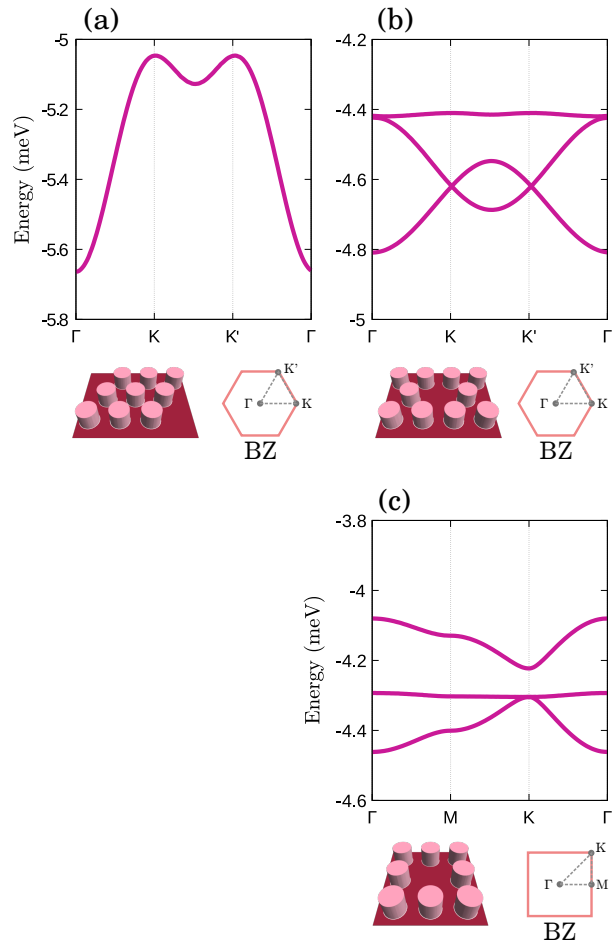 (a)
-5
-5.2
-5.4
-5.6
-5.8
Energy (meV)
Γ K K' Γ
K'
Γ K
BZ
(b)
-4.2
-4.4
-4.6
-4.8
-5
Γ K K' Γ
K'
Γ K
BZ
(c)
-3.8
-4
-4.2
-4.4
-4.6
Energy (meV)
Γ M K Γ
K
Γ M
BZ